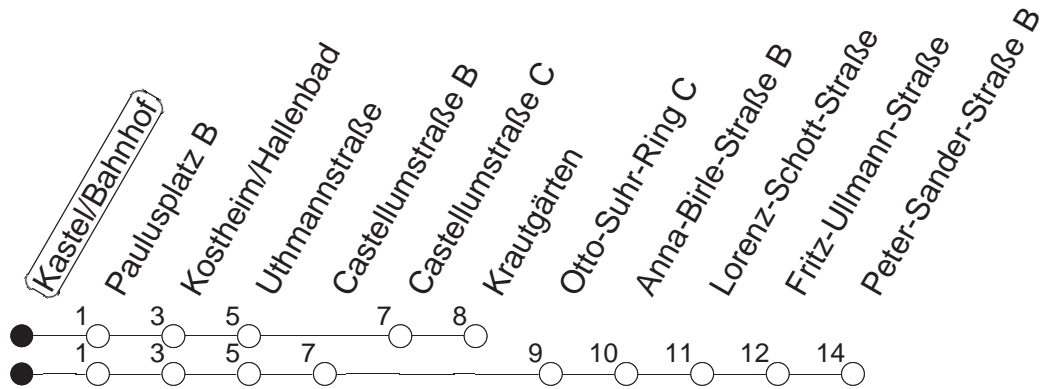 Kastel/Bahnhof
Paulusplatz B
Kostheim/Hallenbad
Uthmannstraße
Castellumstraße B
Castellumstraße C
Krautgärten
Otto-Suhr-Ring C
Anna-Birle-Straße B
Lorenz-Schott-Straße
Fritz-Ullmann-Straße
Peter-Sander-Straße B
1 3 5 7 8
1 3 5 7 9 10 11 12 14